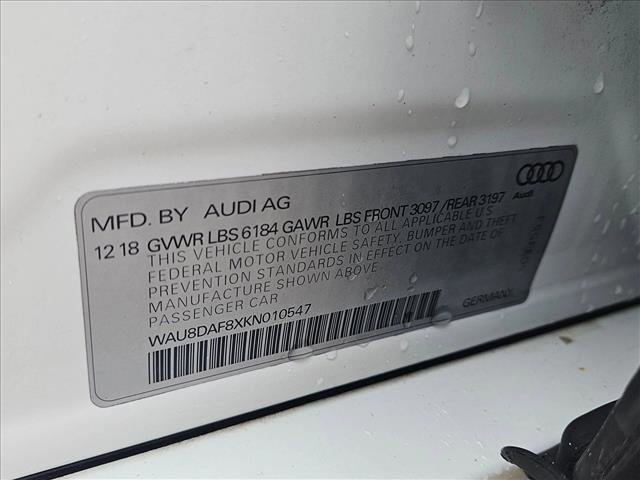 MFD. BY AUDI AG
Audi
12 18 GVWR LBS 6184 GAWR LBS FRONT 3097 /REAR 3197
THIS VEHICLE CONFORMS TO ALL APPLICABLE U.S.
FEDERAL MOTOR VEHICLE SAFETY, BUMPER AND THEFT
PREVENTION STANDARDS IN EFFECT ON THE DATE OF
MANUFACTURE SHOWN ABOVE.
PASSENGER CAR
WAU8DAF8XKN010547
GERMANY